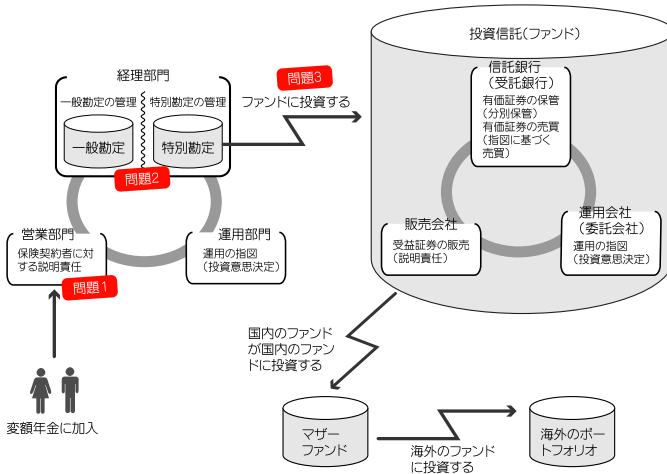 経理部門
一般勘定の管理
特別勘定の管理
一般勘定
特別勘定
問題2
問題3
ファンドに投資する
営業部門
保険契約者に対
する説明責任
問題1
運用部門
運用の指図
(投資意思決定)
変額年金に加入
投資信託(ファンド)
信託銀行
(受託銀行)
有価証券の保管
(分別保管)
有価証券の売買
(指図に基づく
売買)
販売会社
受益証券の販売
(説明責任)
運用会社
(委託会社)
運用の指図
(投資意思決定)
国内のファンド
が国内のファン
ドに投資する
マザー
ファンド
海外のファンド
に投資する
海外のポー
トフォリオ